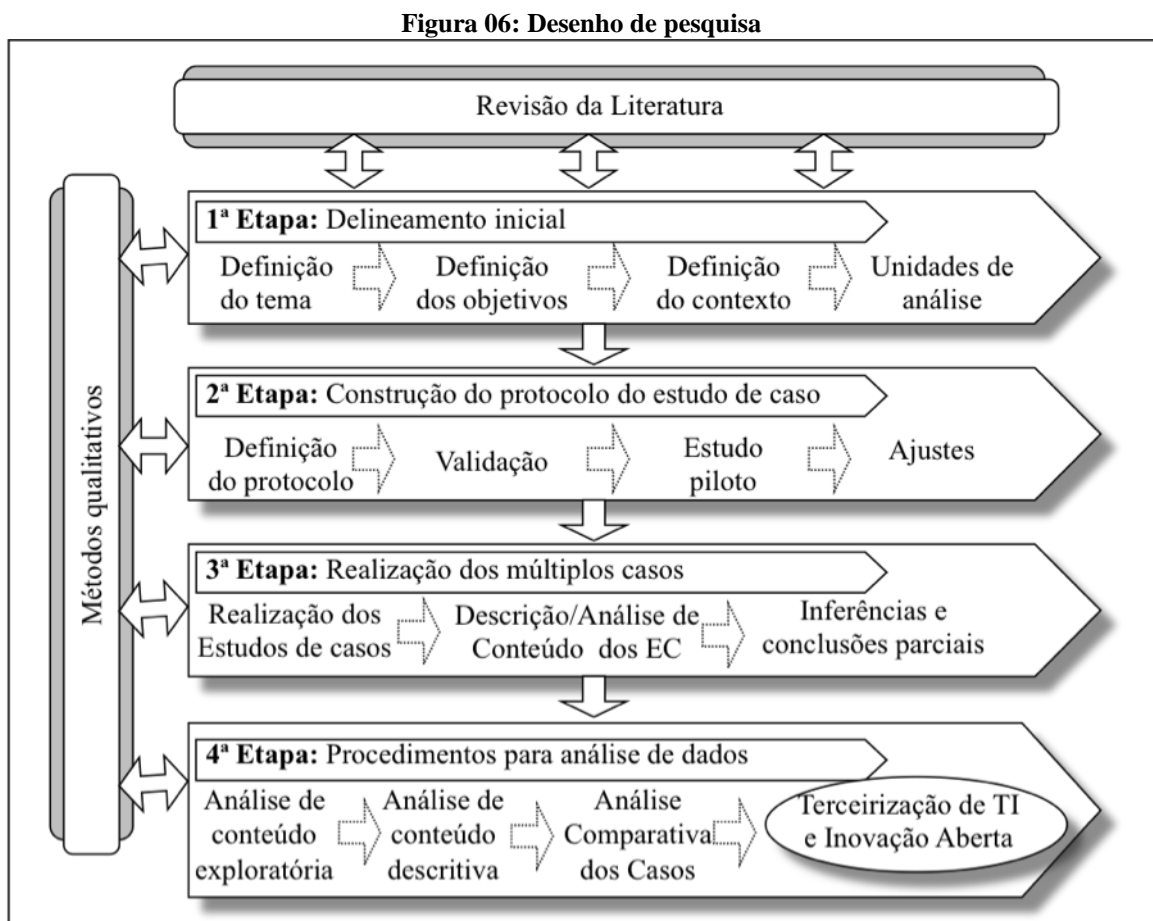 Figura 06: Desenho de pesquisa
Revisão da Literatura
Métodos qualitativos
1ª Etapa: Delineamento inicial
Definição
do tema
Definição
dos objetivos
Definição
do contexto
Unidades de
análise
2ª Etapa: Construção do protocolo do estudo de caso
Definição
do protocolo
Validação
Estudo
piloto
Ajustes
3ª Etapa: Realização dos múltiplos casos
Realização dos
Estudos de casos
Descrição/Análise de
Conteúdo dos EC
Inferências e
conclusões parciais
4ª Etapa: Procedimentos para análise de dados
Análise de
conteúdo
exploratória
Análise de
conteúdo
descritiva
Análise
Comparativa
dos Casos
Terceirização de TI
e Inovação Aberta